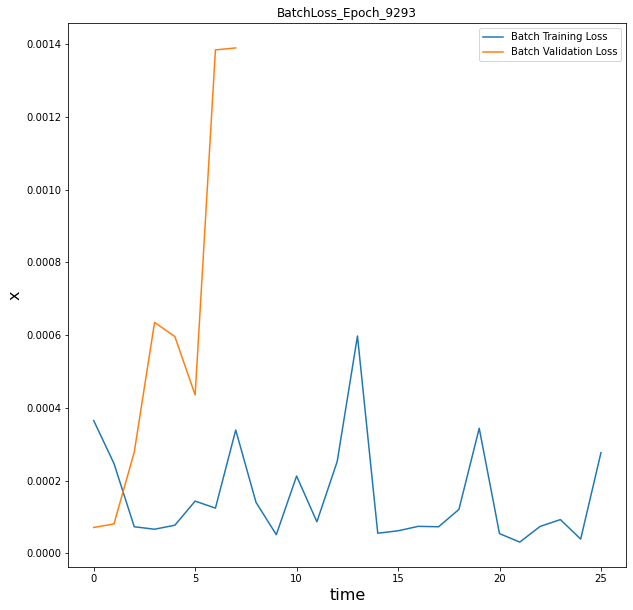 BatchLoss_Epoch_9293
Batch Training Loss
Batch Validation Loss
0.0014
0.0012
0.0010
0.0008
0.0006
0.0004
0.0002
0.0000
x
0 5 10 15 20 25
time